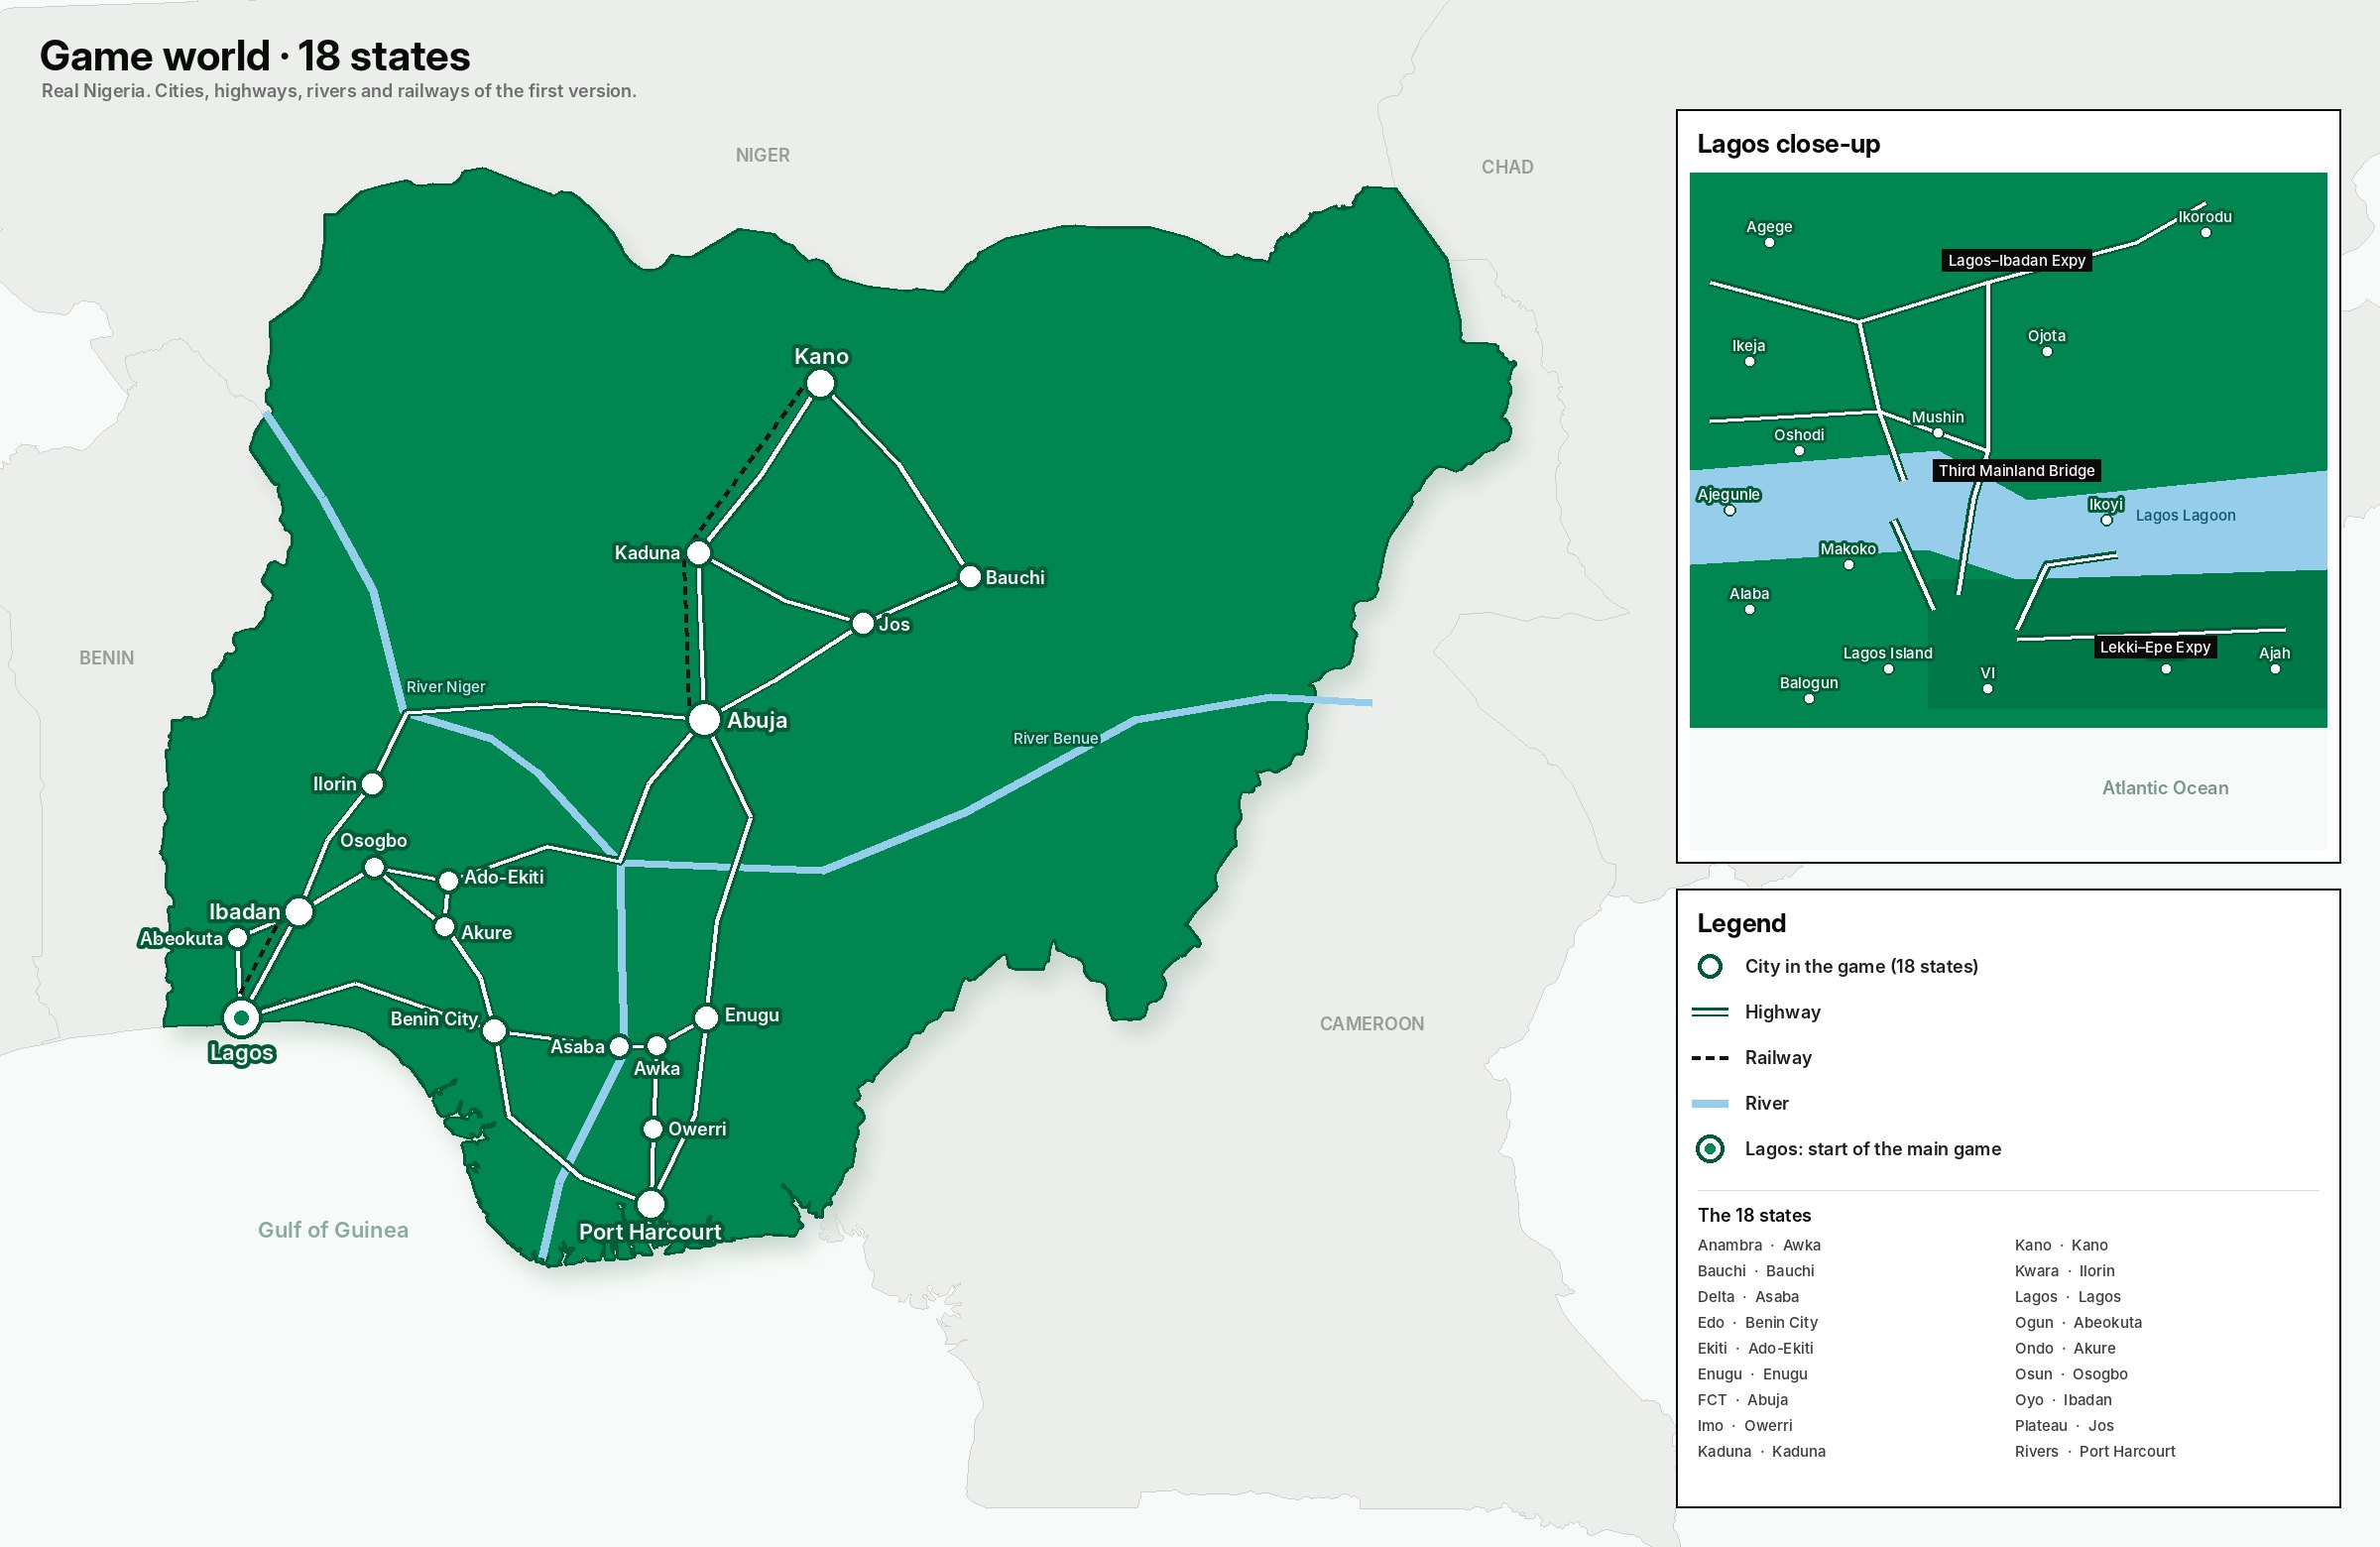 Game world · 18 states
Real Nigeria. Cities, highways, rivers and railways of the first version.
NIGER
CHAD
BENIN
CAMEROON
Gulf of Guinea
Kano
Kaduna
Bauchi
Jos
River Niger
Abuja
River Benue
Ilorin
Osogbo
Ado-Ekiti
Ibadan
Akure
Abeokuta
Lagos
Benin City
Asaba
Awka
Enugu
Owerri
Port Harcourt
Lagos close-up
Agege
Ikorodu
Lagos–Ibadan Expy
Ikeja
Ojota
Mushin
Oshodi
Third Mainland Bridge
Ajegunle
Ikoyi
Lagos Lagoon
Makoko
Alaba
Lekki–Epe Expy
Lagos Island
VI
Ajah
Balogun
Atlantic Ocean
Legend
City in the game (18 states)
Highway
Railway
River
Lagos: start of the main game
The 18 states
Anambra · Awka
Bauchi · Bauchi
Delta · Asaba
Edo · Benin City
Ekiti · Ado-Ekiti
Enugu · Enugu
FCT · Abuja
Imo · Owerri
Kaduna · Kaduna
Kano · Kano
Kwara · Ilorin
Lagos · Lagos
Ogun · Abeokuta
Ondo · Akure
Osun · Osogbo
Oyo · Ibadan
Plateau · Jos
Rivers · Port Harcourt